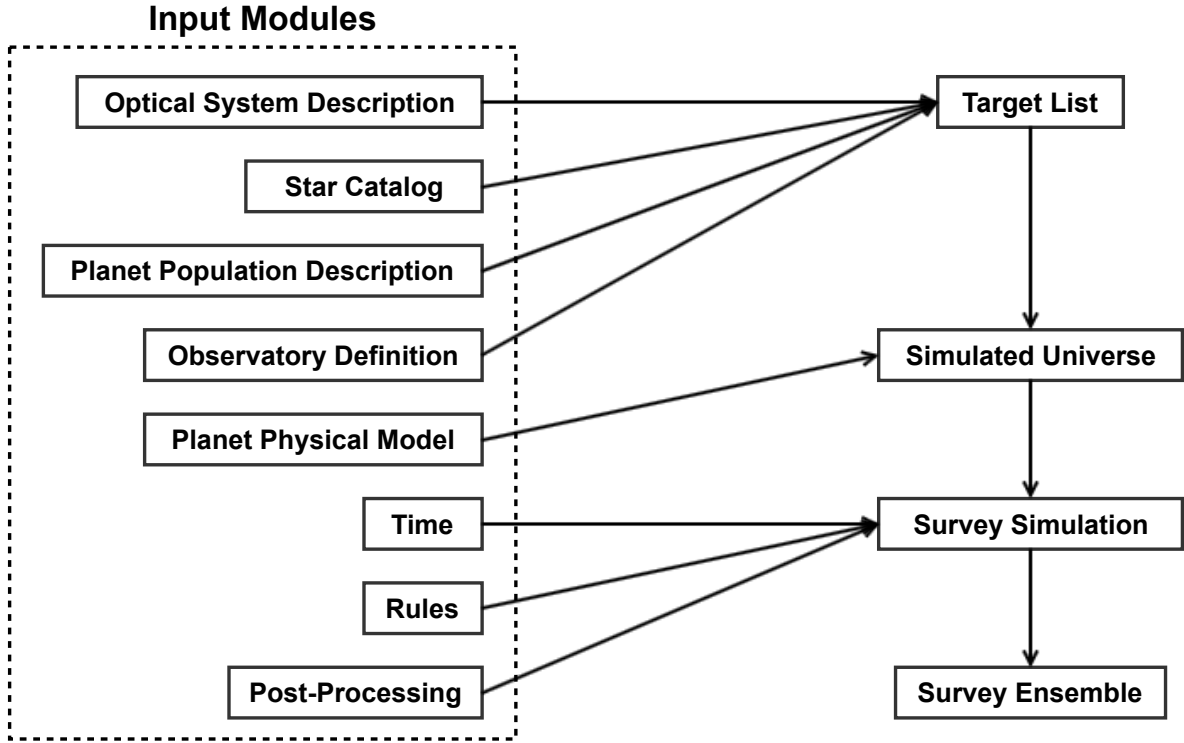 Input Modules
Optical System Description
Target List
Star Catalog
Planet Population Description
Observatory Definition
Simulated Universe
Planet Physical Model
Time
Survey Simulation
Rules
Post-Processing
Survey Ensemble